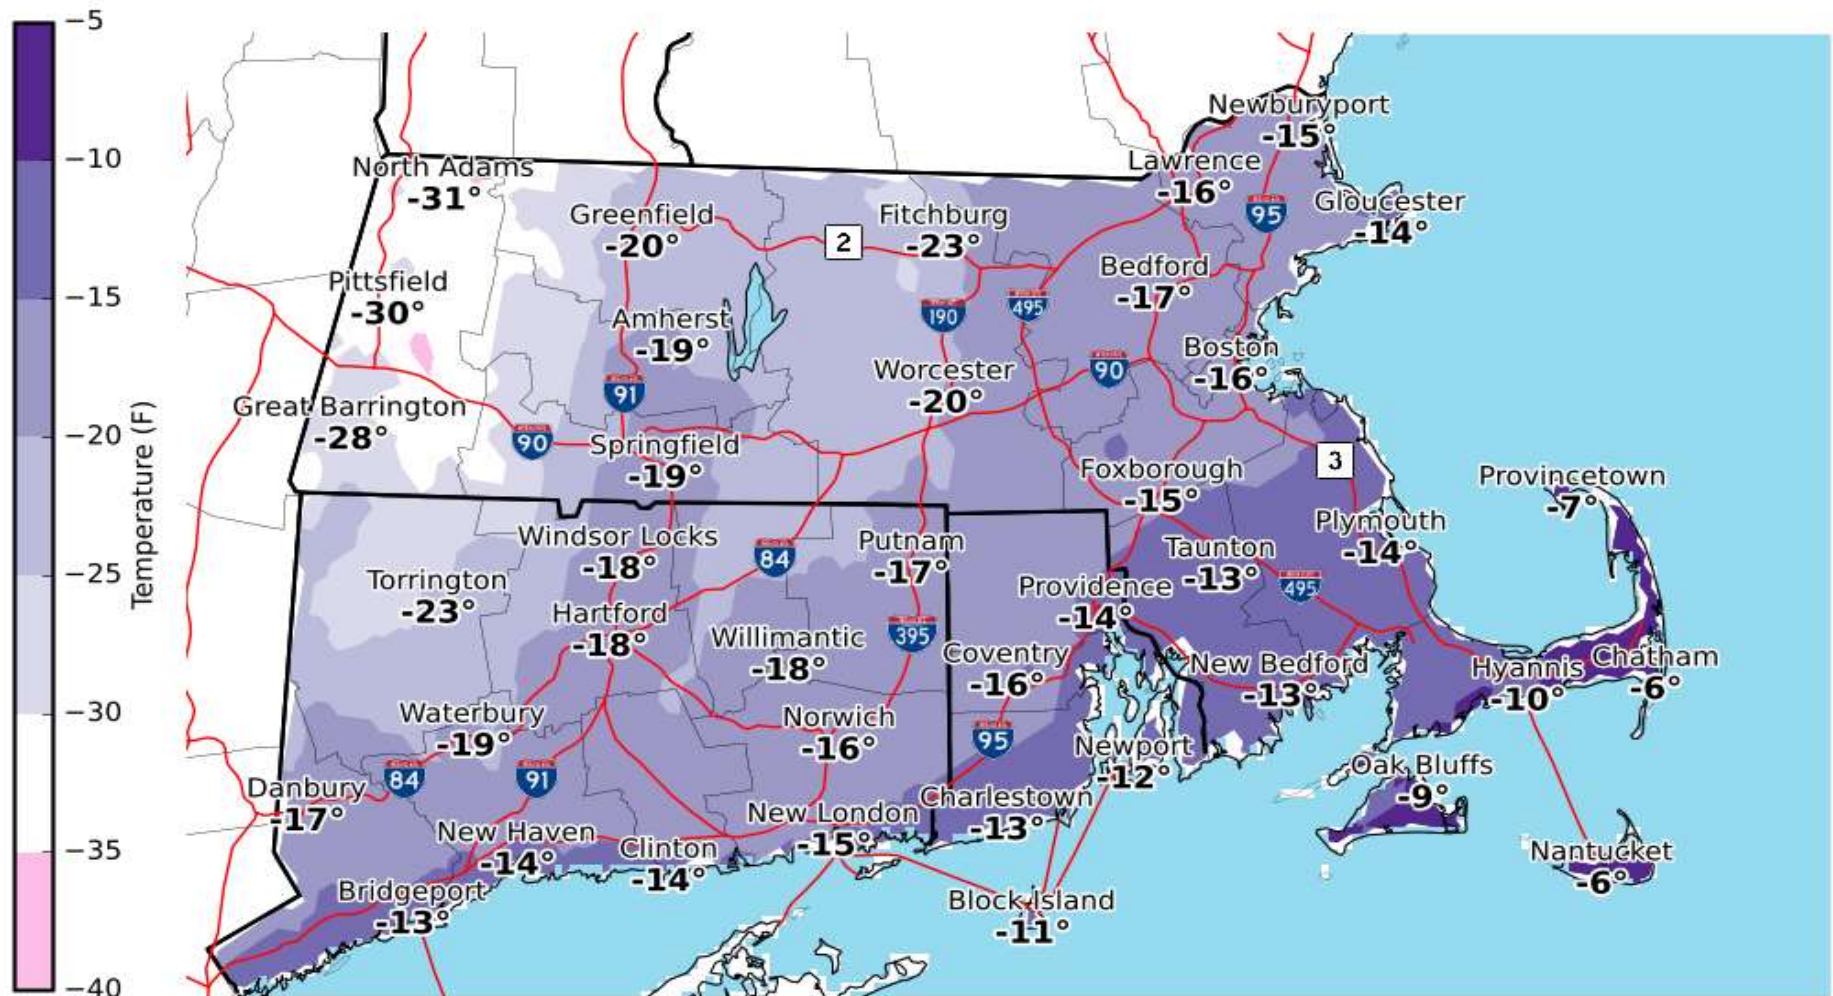 −5
−10
−15
−20
−25
−30
−35
−40
Temperature (F)
Newburyport
-15°
North Adams
-31°
Lawrence
-16°
Greenfield
-20°
2
Fitchburg
-23°
95
Gloucester
-14°
Pittsfield
-30°
Bedford
-17°
190
495
Amherst
-19°
Boston
-16°
Worcester
-20°
90
91
Great Barrington
-28°
90
Springfield
-19°
3
Foxborough
-15°
Provincetown
-7°
Plymouth
-14°
Windsor Locks
-18°
84
Putnam
-17°
Taunton
-13°
495
Torrington
-23°
Providence
-14°
Hartford
-18°
Willimantic
-18°
395
Coventry
-16°
New Bedford
-13°
Hyannis
-10°
Chatham
-6°
Waterbury
-19°
Norwich
-16°
95
Newport
-12°
Oak Bluffs
-9°
84
91
Danbury
-17°
Charlestown
-13°
New London
-15°
New Haven
-14°
Clinton
-14°
Nantucket
-6°
Bridgeport
-13°
Block Island
-11°